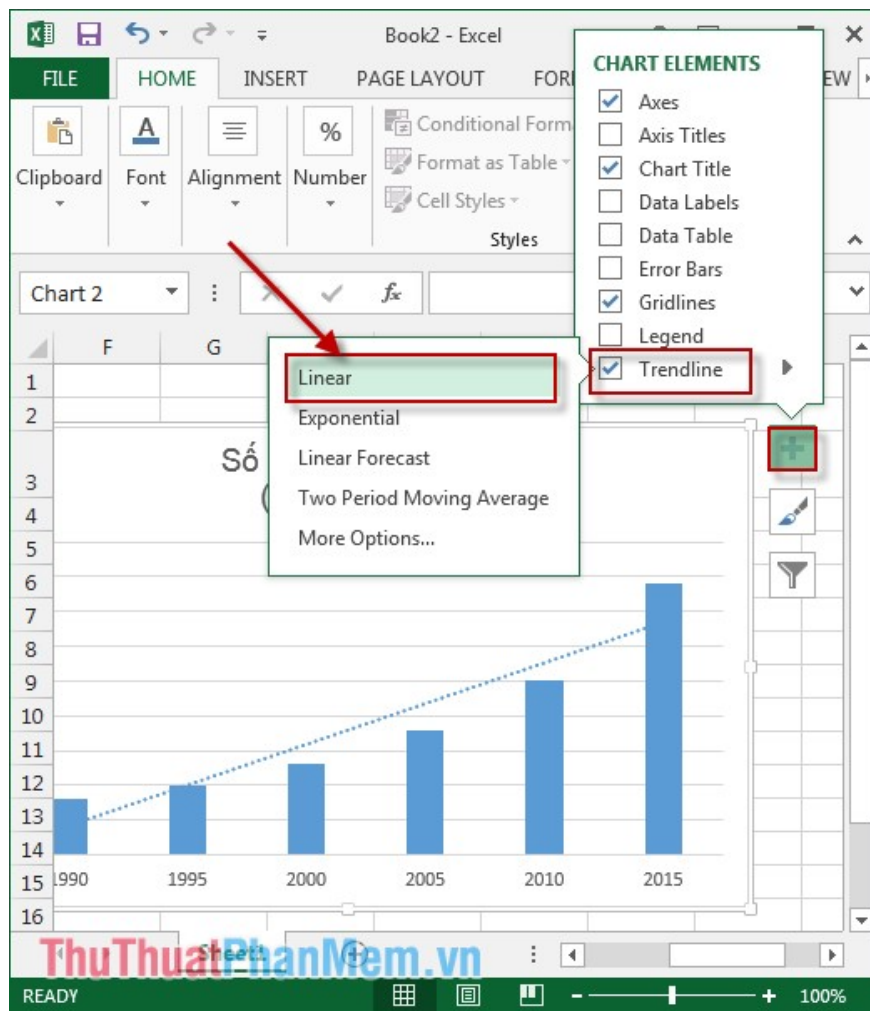 Book2 - Excel
FILE HOME INSERT PAGE LAYOUT FOR EW
CHART ELEMENTS
Axes
Axis Titles
Chart Title
Data Labels
Data Table
Error Bars
Gridlines
Legend
Trendline
Clipboard Font Alignment Number
%
Conditional Form
Format as Table
Cell Styles
Styles
Chart 2 fx
F G
Linear
Exponential
Linear Forecast
Two Period Moving Average
More Options...
1
2
3
4
5
6
7
8
9
10
11
12
13
14
15
16
Số
(
1990 1995 2000 2005 2010 2015
Sheet1
ThuThuatPhanMem.vn
READY 100%